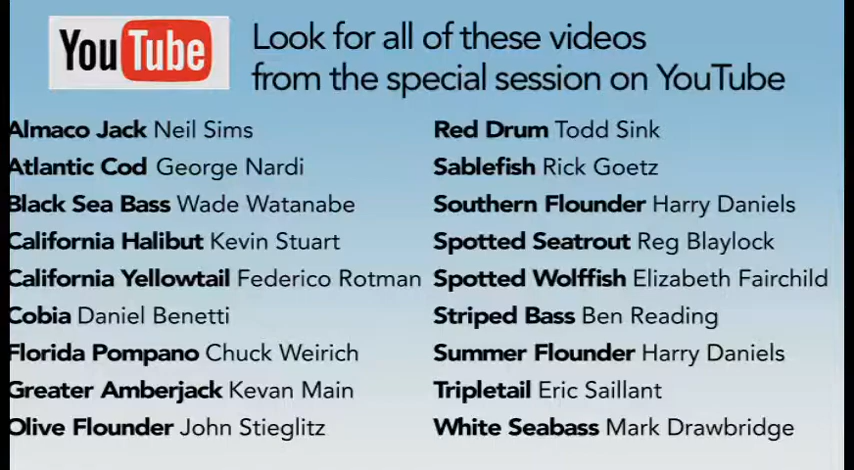 YouTube
Look for all of these videos
from the special session on YouTube
Almaco Jack Neil Sims
Atlantic Cod George Nardi
Black Sea Bass Wade Watanabe
California Halibut Kevin Stuart
California Yellowtail Federico Rotman
Cobia Daniel Benetti
Florida Pompano Chuck Weirich
Greater Amberjack Kevan Main
Olive Flounder John Stieglitz
Red Drum Todd Sink
Sablefish Rick Goetz
Southern Flounder Harry Daniels
Spotted Seatrout Reg Blaylock
Spotted Wolffish Elizabeth Fairchild
Striped Bass Ben Reading
Summer Flounder Harry Daniels
Tripletail Eric Saillant
White Seabass Mark Drawbridge